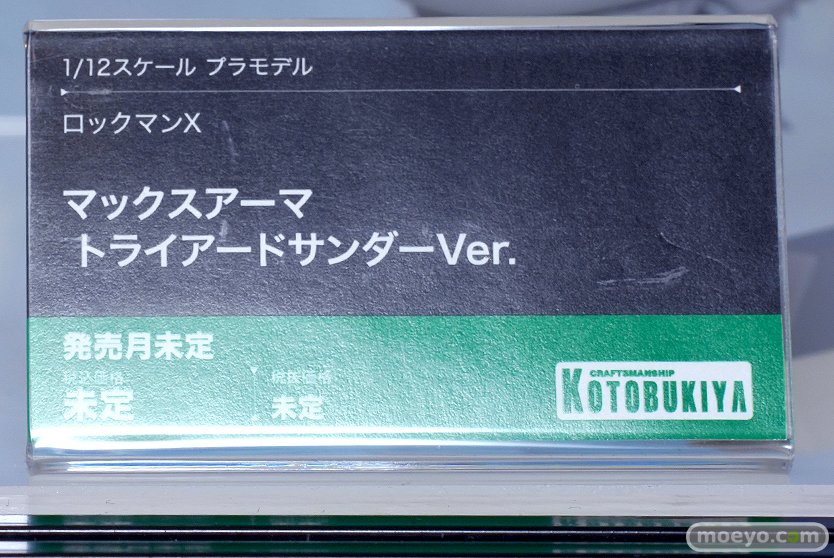 1/12スケール プラモデル
ロックマンX
マックスアーマ
トライアードサンダーVer.
発売月未定
税込価格 税抜価格
未定 未定
CRAFTSMANSHIP
KOTOBUKIYA
moeyo.com